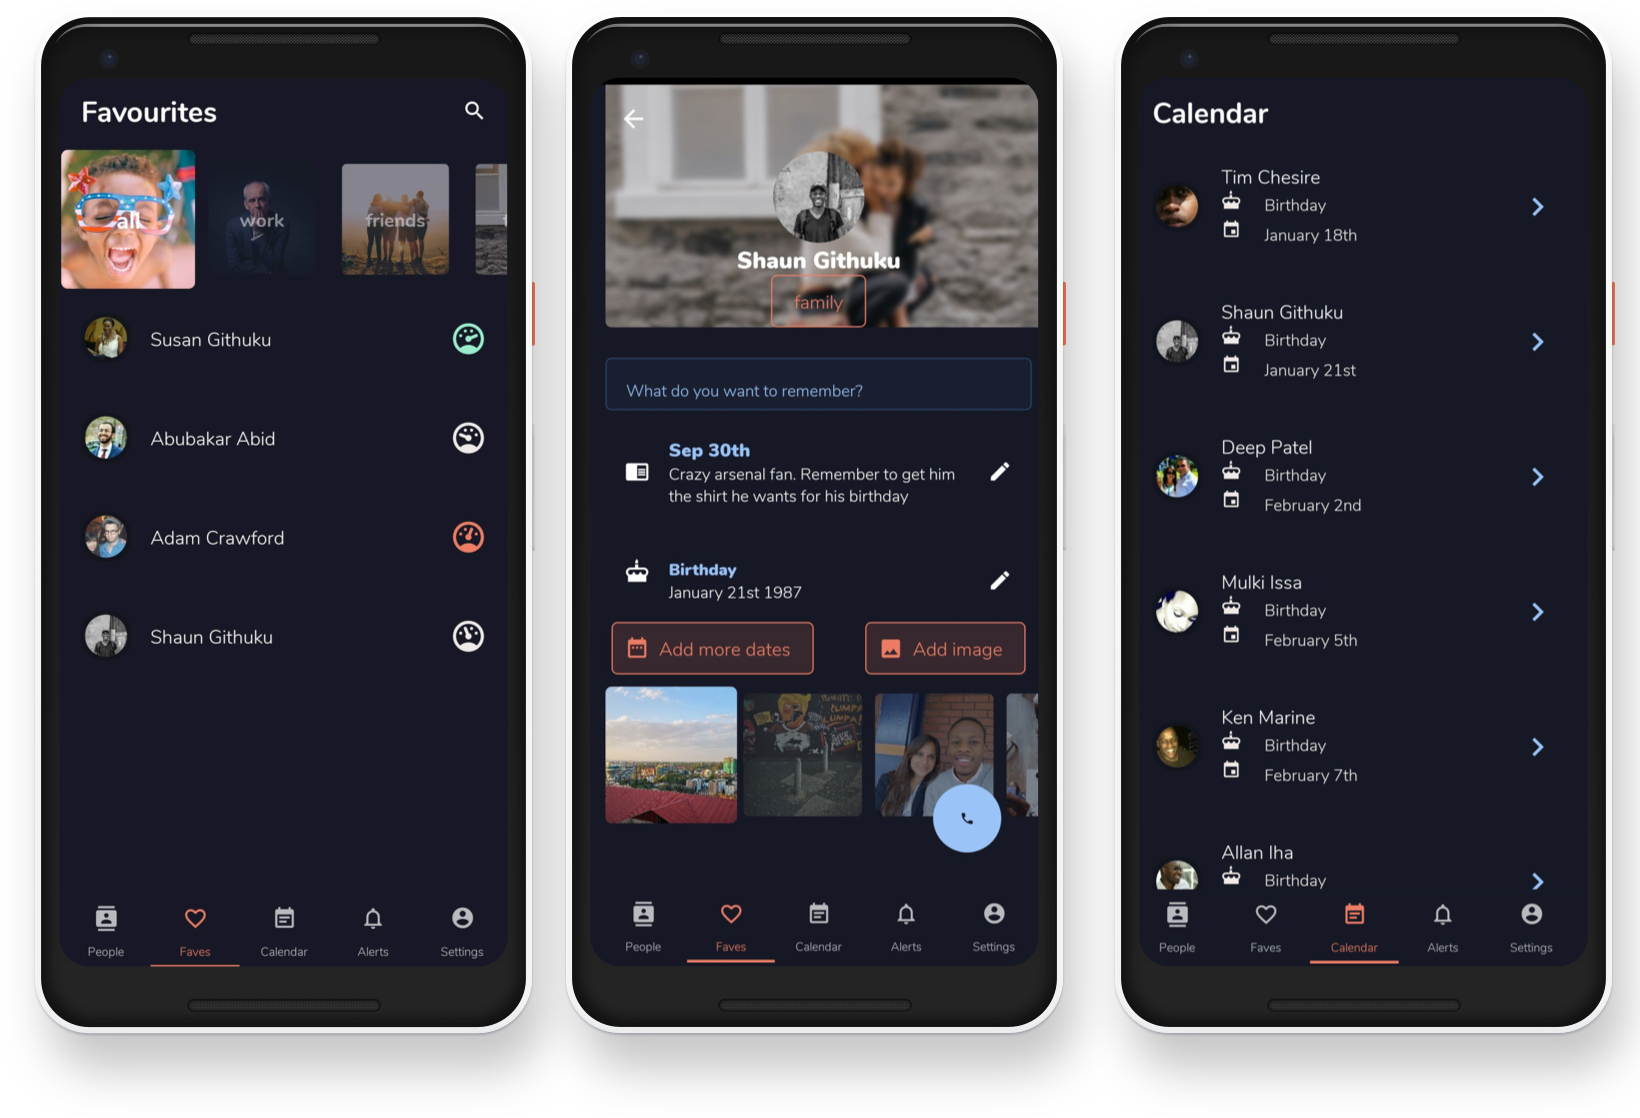 Favourites
all
work
friends
Susan Githuku
Abubakar Abid
Adam Crawford
Shaun Githuku
People
Faves
Calendar
Alerts
Settings
Shaun Githuku
family
What do you want to remember?
Sep 30th
Crazy arsenal fan. Remember to get him
the shirt he wants for his birthday
Birthday
January 21st 1987
Add more dates
Add image
People
Faves
Calendar
Alerts
Settings
Calendar
Tim Chesire
Birthday
January 18th
Shaun Githuku
Birthday
January 21st
Deep Patel
Birthday
February 2nd
Mulki Issa
Birthday
February 5th
Ken Marine
Birthday
February 7th
Allan Iha
Birthday
People
Faves
Calendar
Alerts
Settings